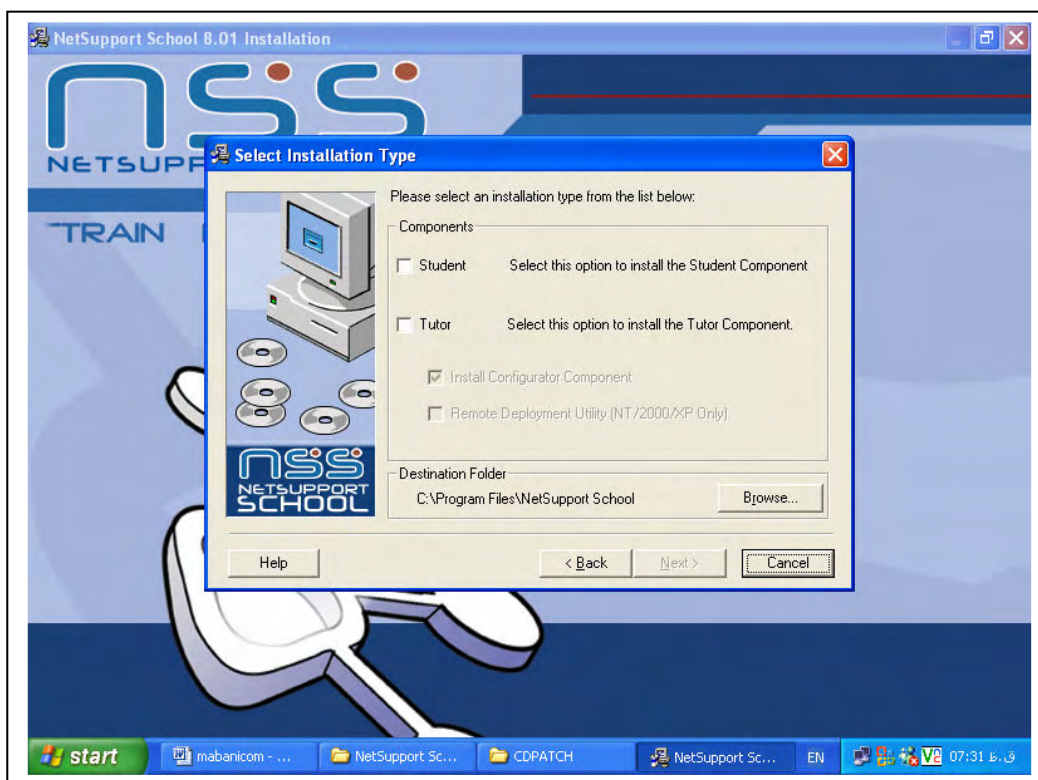 NetSupport School 8.01 Installation
nss
NETSUPP
TRAIN
Select Installation Type
Please select an installation type from the list below:
Components
Student Select this option to install the Student Component
Tutor Select this option to install the Tutor Component.
Install Configurator Component
Remote Deployment Utility (NT/2000/XP Only)
nss
NETSUPPORT
SCHOOL
Destination Folder
C:\Program Files\NetSupport School Browse...
Help < Back Next > Cancel
start mabanicom - ... NetSupport Sc... CDPATCH NetSupport Sc... EN 07:31 ق.ظ